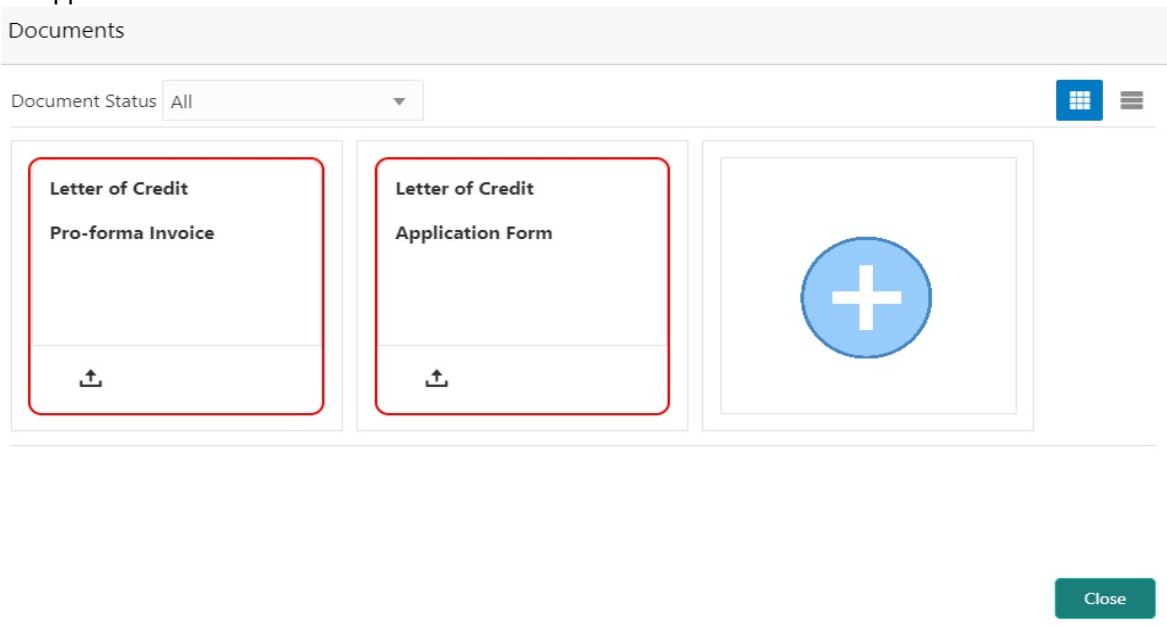 Documents
Document Status All
Letter of Credit
Pro-forma Invoice
Letter of Credit
Application Form
Close